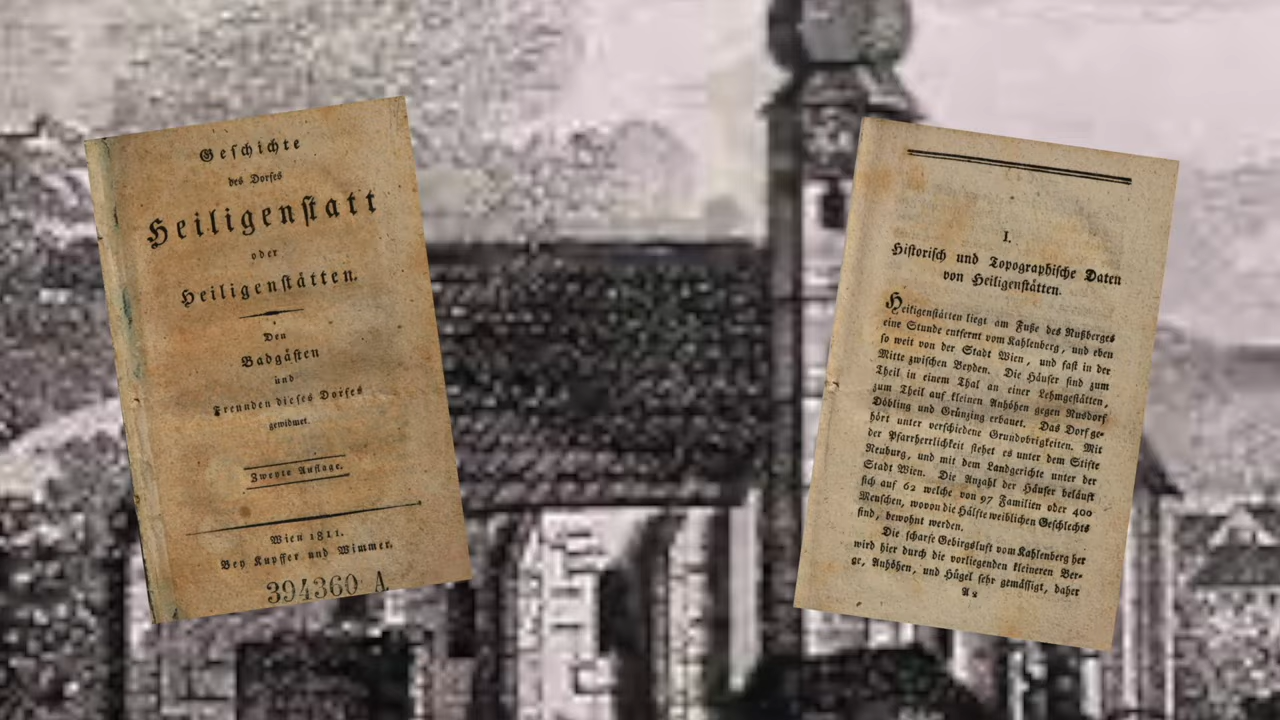 Geschichte
des Dorfes
Heiligenstatt
oder
Heiligenstätten.
Den
Badgästen
und
Freunden dieses Dorfes
gewidmet.
Zweyte Auflage.
Wien 1811.
Bey Kupffer und Wimmer.
394360 A
I.
Historisch und Topographische Daten
von Heiligenstätten.
Heiligenstätten liegt am Fuße des Nußberges
eine Stunde entfernt vom Kahlenberg, und eben
so weit von der Stadt Wien, und fast in der
Mitte zwischen Beyden. Die Häuser sind zum
Theil in einem Thal an einer Lehmgestätten,
zum Theil auf kleinen Anhöhen gegen Nusdorf
Döbling und Grünzing erbauet. Das Dorf ge-
hört unter verschiedene Grundobrigkeiten. Mit
der Pfarrherrlichkeit stehet es unter dem Stifte
Neuburg, und mit dem Landgerichte unter der
Stadt Wien. Die Anzahl der Häuser beläuft
sich auf 62 welche von 97 Familien oder 400
Menschen, wovon die Hälfte weiblichen Geschlechts
sind, bewohnt werden.
Die scharfe Gebirgsluft vom Kahlenberg her
wird hier durch die vorliegenden kleineren Ber-
ge, Anhöhen, und Hügel sehr gemässigt, daher
A 2